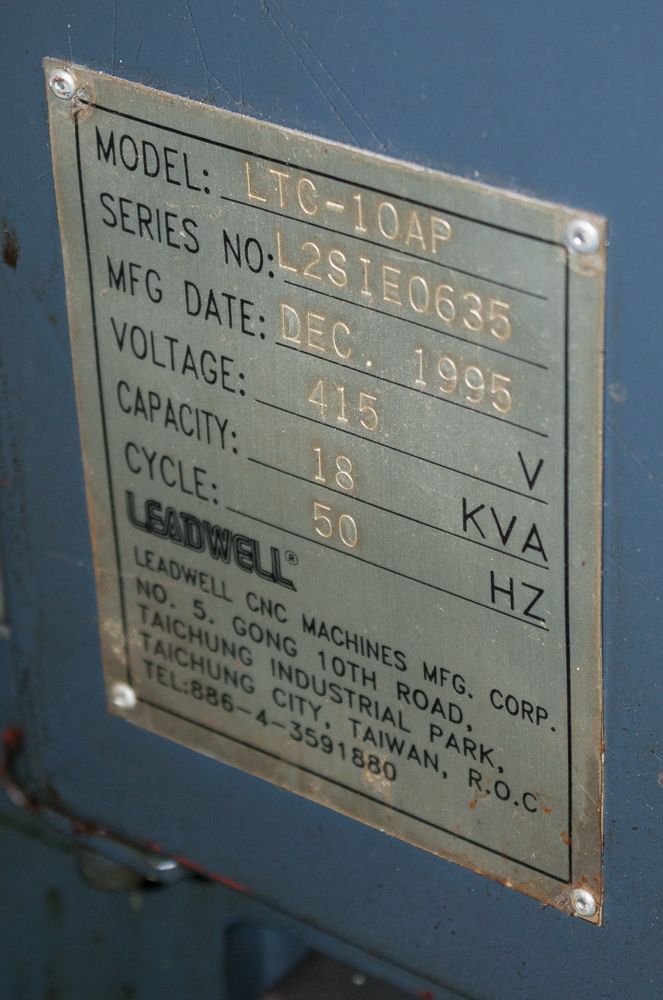 MODEL: LTC-10AP
SERIES NO: L2SIE0635
MFG DATE: DEC. 1995
VOLTAGE: 415 V
CAPACITY: 18 KVA
CYCLE: 50 HZ
LEADWELL®
LEADWELL CNC MACHINES MFG. CORP.
NO. 5. GONG 10TH ROAD,
TAICHUNG INDUSTRIAL PARK,
TAICHUNG CITY, TAIWAN, R.O.C
TEL:886-4-3591880